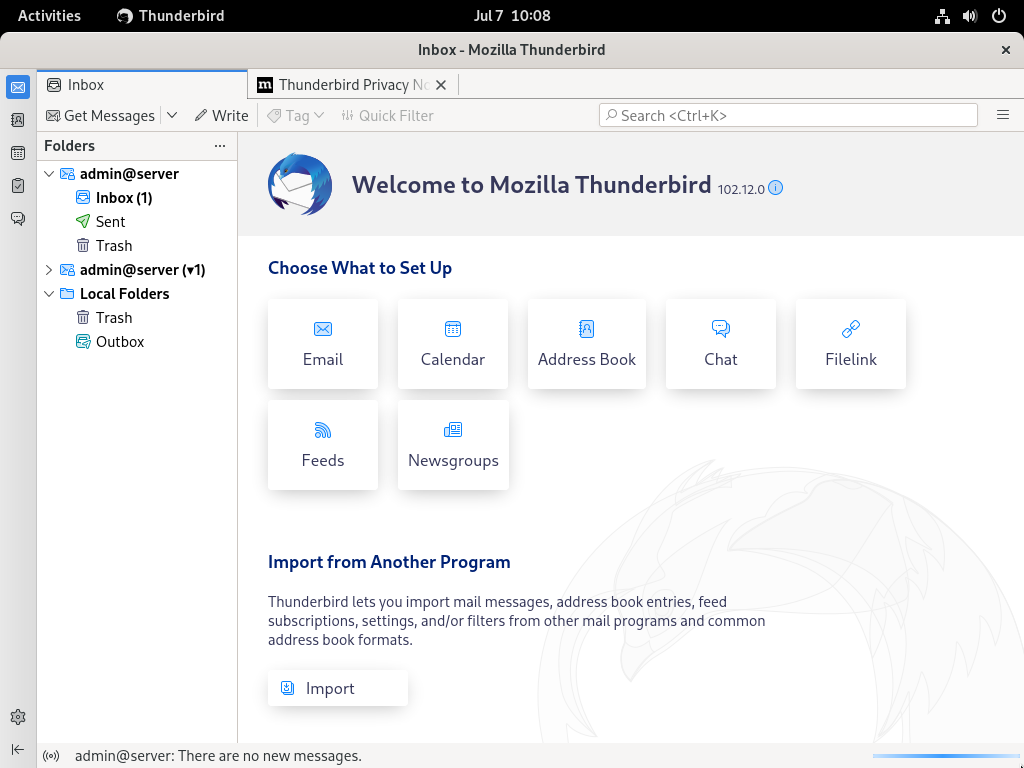 Activities Thunderbird Jul 7 10:08
Inbox - Mozilla Thunderbird
Inbox
Thunderbird Privacy No
Get Messages Write Tag Quick Filter Search <Ctrl+K>
Folders
admin@server
Inbox (1)
Sent
Trash
admin@server (▾1)
Local Folders
Trash
Outbox
Welcome to Mozilla Thunderbird 102.12.0
Choose What to Set Up
Email
Calendar
Address Book
Chat
Filelink
Feeds
Newsgroups
Import from Another Program
Thunderbird lets you import mail messages, address book entries, feed
subscriptions, settings, and/or filters from other mail programs and common
address book formats.
Import
admin@server: There are no new messages.